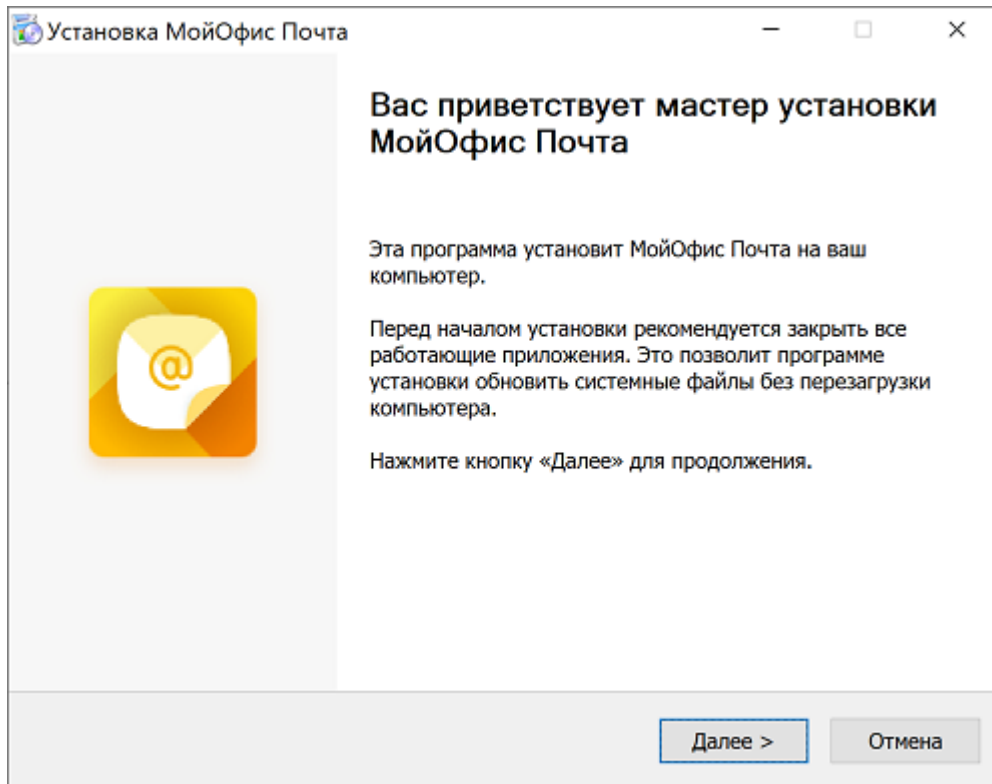 Установка МойОфис Почта
Вас приветствует мастер установки
МойОфис Почта
Эта программа установит МойОфис Почта на ваш
компьютер.
Перед началом установки рекомендуется закрыть все
работающие приложения. Это позволит программе
установки обновить системные файлы без перезагрузки
компьютера.
Нажмите кнопку «Далее» для продолжения.
@
Далее >
Отмена